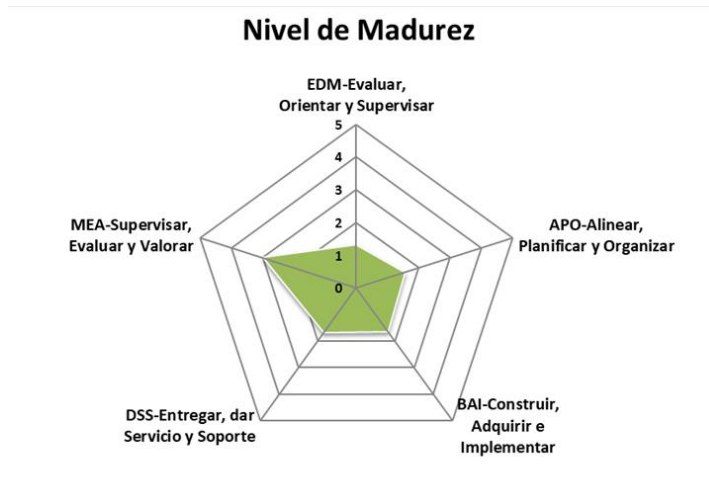 Nivel de Madurez
EDM-Evaluar,
Orientar y Supervisar
5
4
3
2
1
0
MEA-Supervisar,
Evaluar y Valorar
APO-Alinear,
Planificar y Organizar
DSS-Entregar, dar
Servicio y Soporte
BAI-Construir,
Adquirir e
Implementar